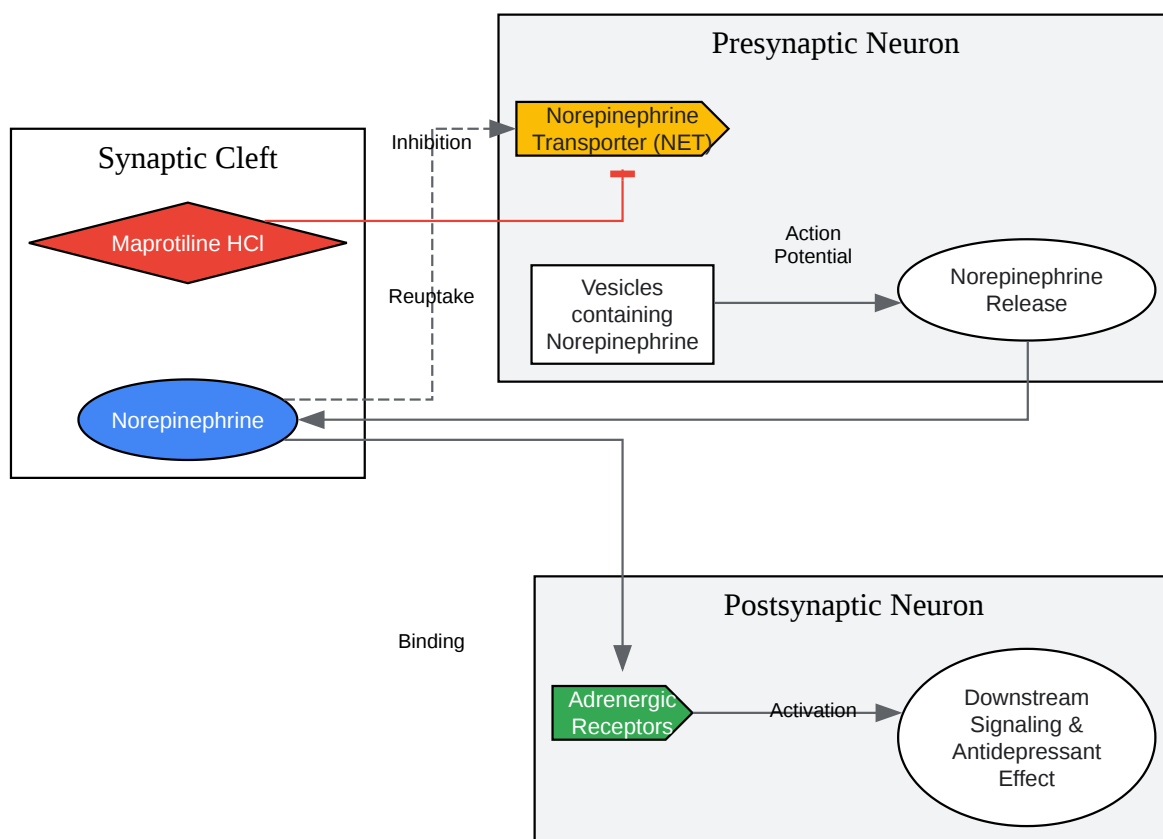 Presynaptic Neuron
Norepinephrine
Transporter (NET)
Inhibition
Synaptic Cleft
Maprotiline HCl
Action
Potential
Norepinephrine
Release
Reuptake
Vesicles
containing
Norepinephrine
Norepinephrine
Postsynaptic Neuron
Binding
Adrenergic
Receptors
Activation
Downstream
Signaling &
Antidepressant
Effect